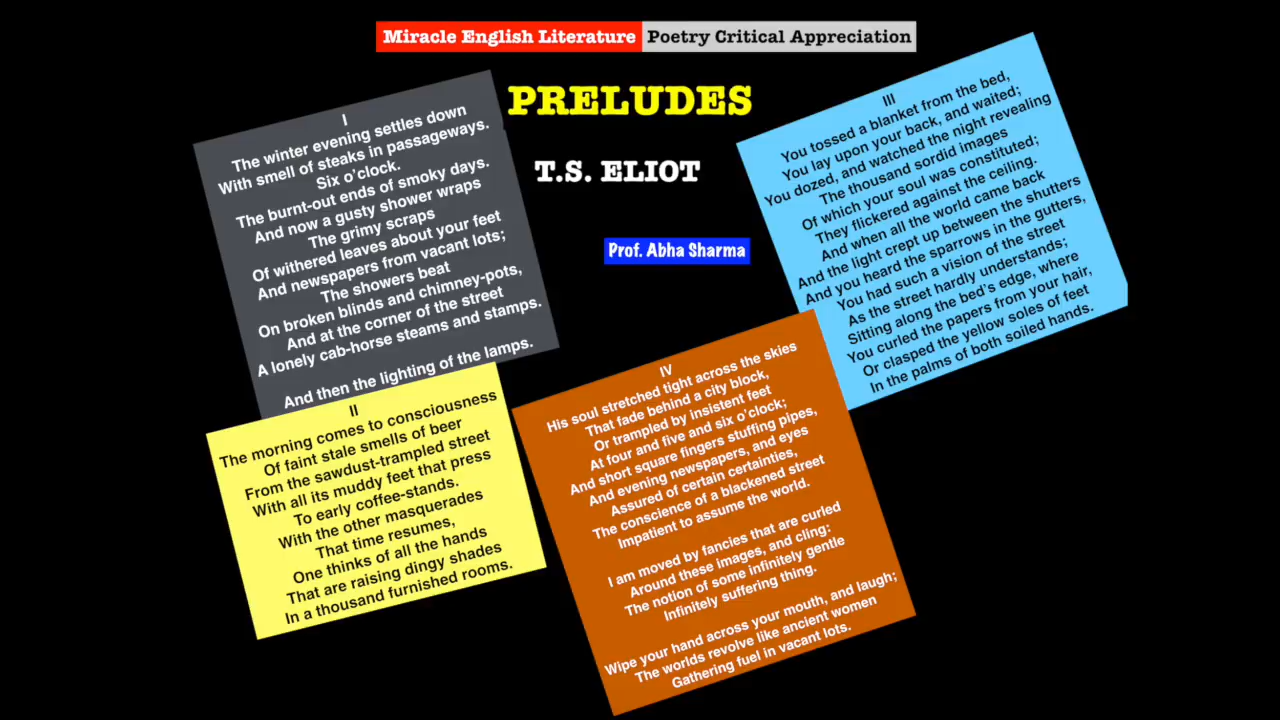 Miracle English Literature Poetry Critical Appreciation
PRELUDES
T.S. ELIOT
Prof. Abha Sharma
I
The winter evening settles down
With smell of steaks in passageways.
Six o'clock.
The burnt-out ends of smoky days.
And now a gusty shower wraps
The grimy scraps
Of withered leaves about your feet
And newspapers from vacant lots;
The showers beat
On broken blinds and chimney-pots,
And at the corner of the street
A lonely cab-horse steams and stamps.
And then the lighting of the lamps.
II
The morning comes to consciousness
Of faint stale smells of beer
From the sawdust-trampled street
With all its muddy feet that press
To early coffee-stands.
With the other masquerades
That time resumes,
One thinks of all the hands
That are raising dingy shades
In a thousand furnished rooms.
III
You tossed a blanket from the bed,
You lay upon your back, and waited;
You dozed, and watched the night revealing
The thousand sordid images
Of which your soul was constituted;
They flickered against the ceiling.
And when all the world came back
And the light crept up between the shutters
And you heard the sparrows in the gutters,
You had such a vision of the street
As the street hardly understands;
Sitting along the bed's edge, where
You curled the papers from your hair,
Or clasped the yellow soles of feet
In the palms of both soiled hands.
IV
His soul stretched tight across the skies
That fade behind a city block,
Or trampled by insistent feet
At four and five and six o'clock;
And short square fingers stuffing pipes,
And evening newspapers, and eyes
Assured of certain certainties,
The conscience of a blackened street
Impatient to assume the world.
I am moved by fancies that are curled
Around these images, and cling:
The notion of some infinitely gentle
Infinitely suffering thing.
Wipe your hand across your mouth, and laugh;
The worlds revolve like ancient women
Gathering fuel in vacant lots.